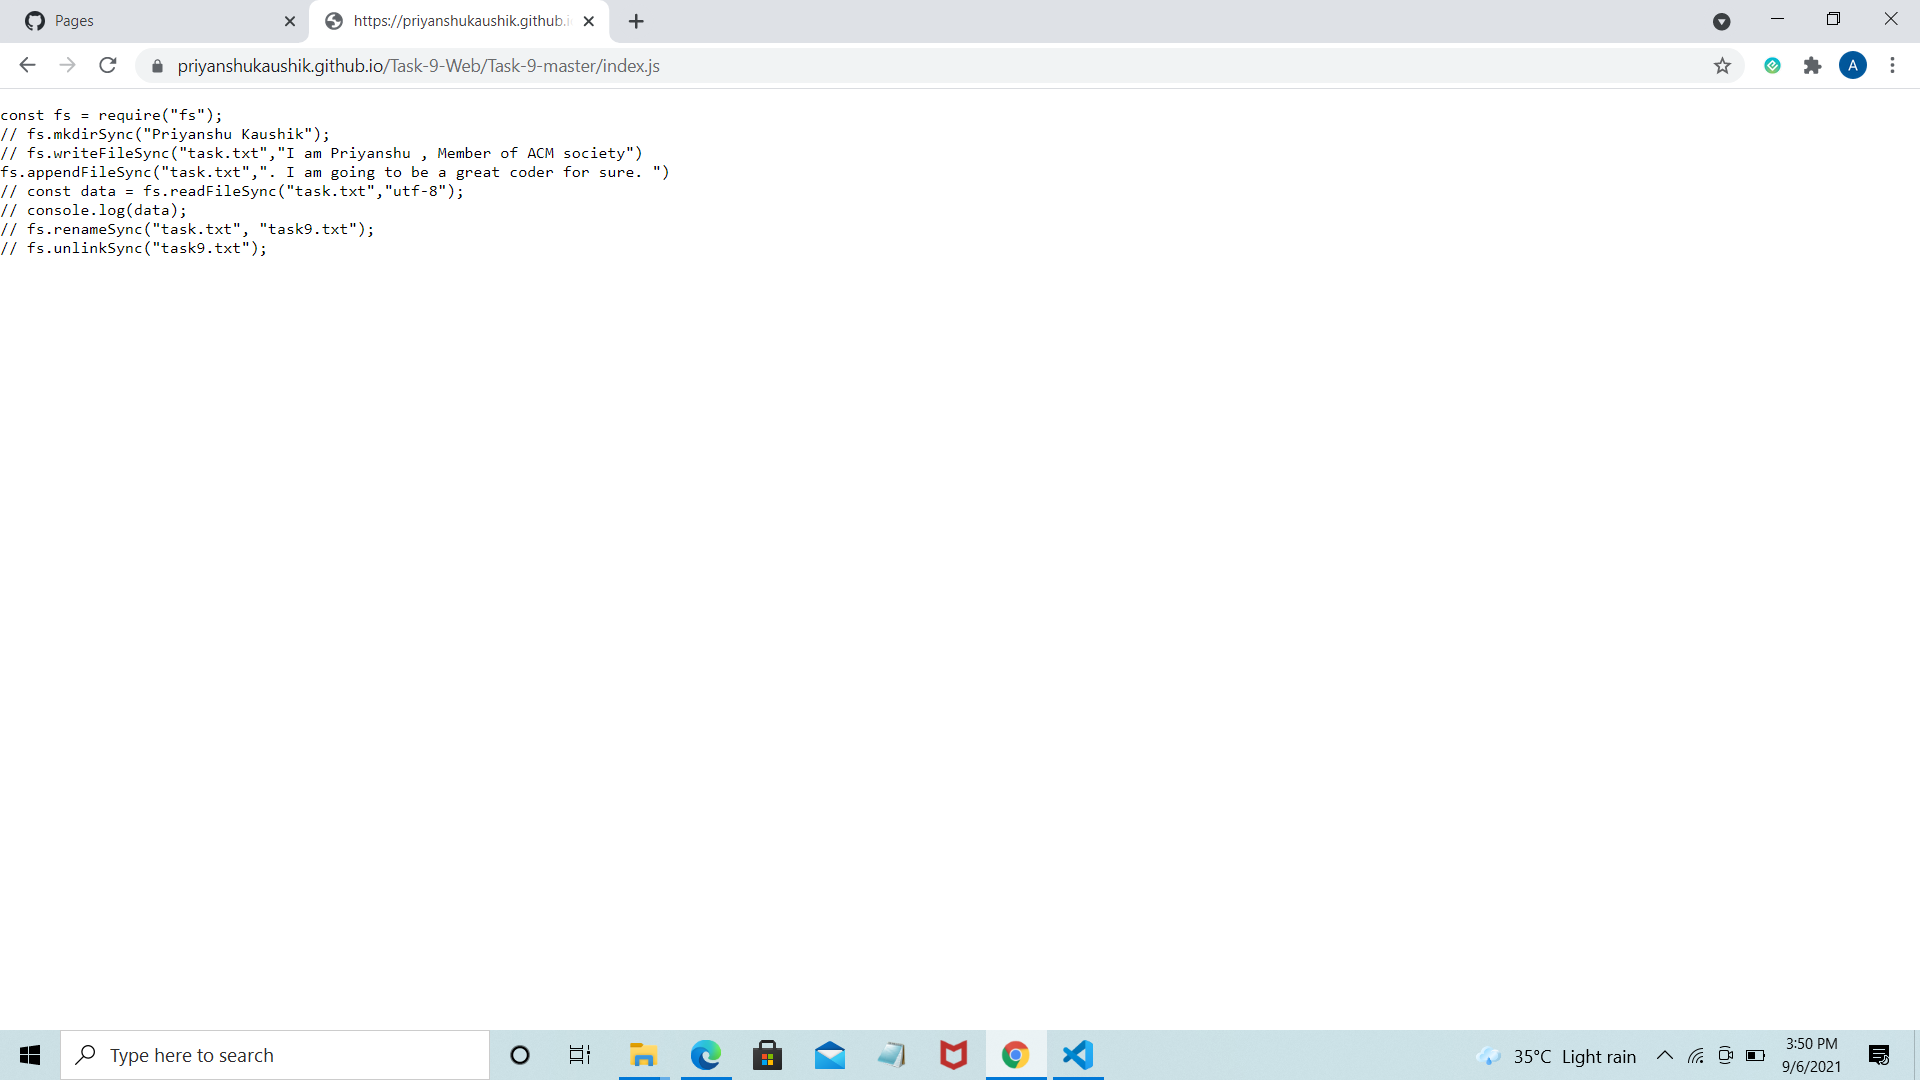 Pages
https://priyanshukaushik.github.i
priyanshukaushik.github.io/Task-9-Web/Task-9-master/index.js
A
const fs = require("fs");
// fs.mkdirSync("Priyanshu Kaushik");
// fs.writeFileSync("task.txt","I am Priyanshu , Member of ACM society")
fs.appendFileSync("task.txt",". I am going to be a great coder for sure. ")
// const data = fs.readFileSync("task.txt","utf-8");
// console.log(data);
// fs.renameSync("task.txt", "task9.txt");
// fs.unlinkSync("task9.txt");
Type here to search
35°C Light rain
3:50 PM
9/6/2021
3